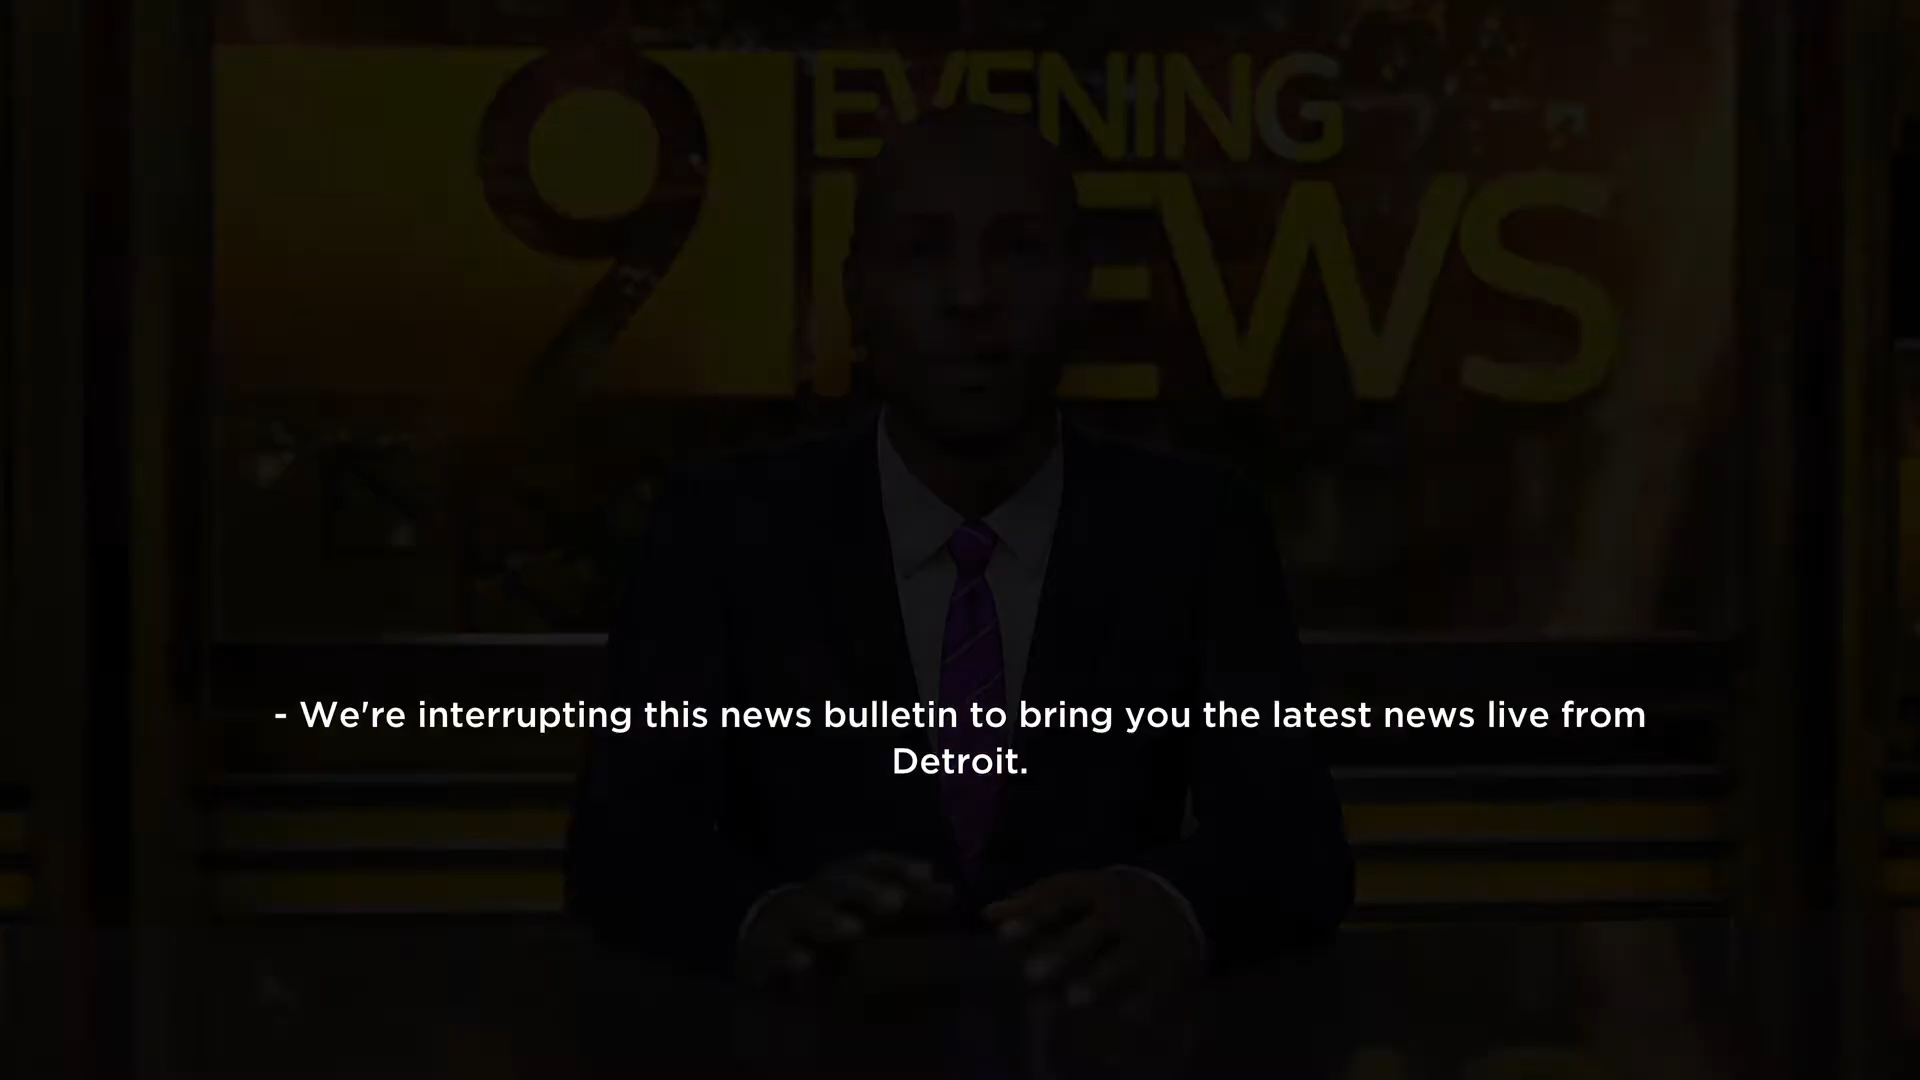 9
EVENING
NEWS
- We're interrupting this news bulletin to bring you the latest news live from
Detroit.